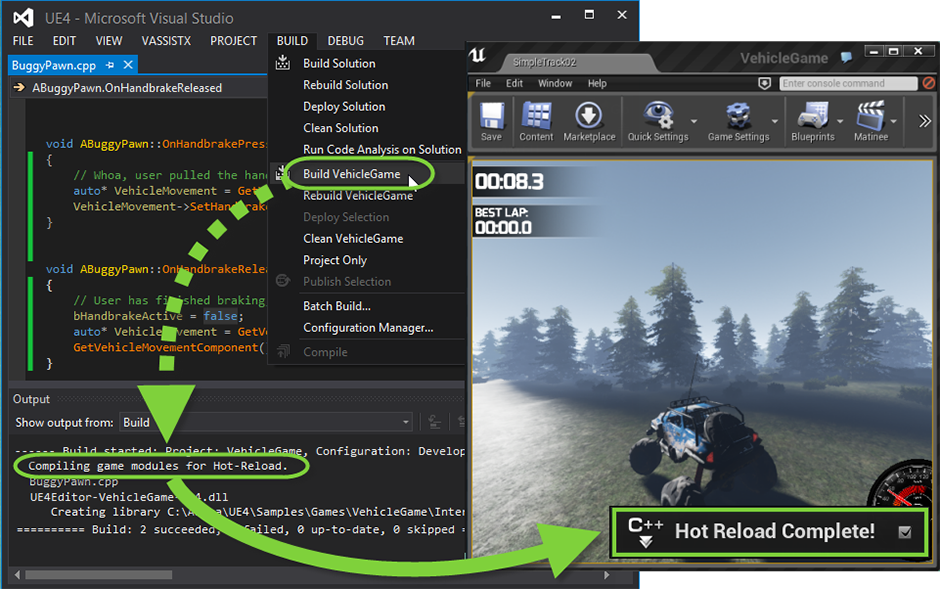 UE4 - Microsoft Visual Studio
FILE EDIT VIEW VASSISTX PROJECT BUILD DEBUG TEAM
BuggyPawn.cpp
ABuggyPawn.OnHandbrakeReleased
void ABuggyPawn::OnHandbrakePress
{
// Whoa, user pulled the hand
auto* VehicleMovement = Get
VehicleMovement->SetHandbrake
}
void ABuggyPawn::OnHandbrakeRelea
{
// User has finished braking
bHandbrakeActive = false;
auto* VehicleMovement = GetVe
GetVehicleMovementComponent()
}
Build Solution
Rebuild Solution
Deploy Solution
Clean Solution
Run Code Analysis on Solution
Build VehicleGame
Rebuild VehicleGame
Deploy Selection
Clean VehicleGame
Project Only
Publish Selection
Batch Build...
Configuration Manager...
Compile
Output
Show output from: Build
------ Build started: Project: VehicleGame, Configuration: Develop
Compiling game modules for Hot-Reload.
BuggyPawn.cpp
UE4Editor-VehicleGame- 4.dll
Creating library C:\ \UE4\Samples\Games\VehicleGame\Inter
========== Build: 2 succeeded, failed, 0 up-to-date, 0 skipped =
SimpleTrack02
VehicleGame
File Edit Window Help
Enter console command
Save Content Marketplace Quick Settings Game Settings Blueprints Matinee
00:08.3
BEST LAP:
00:00.0
C++ Hot Reload Complete!